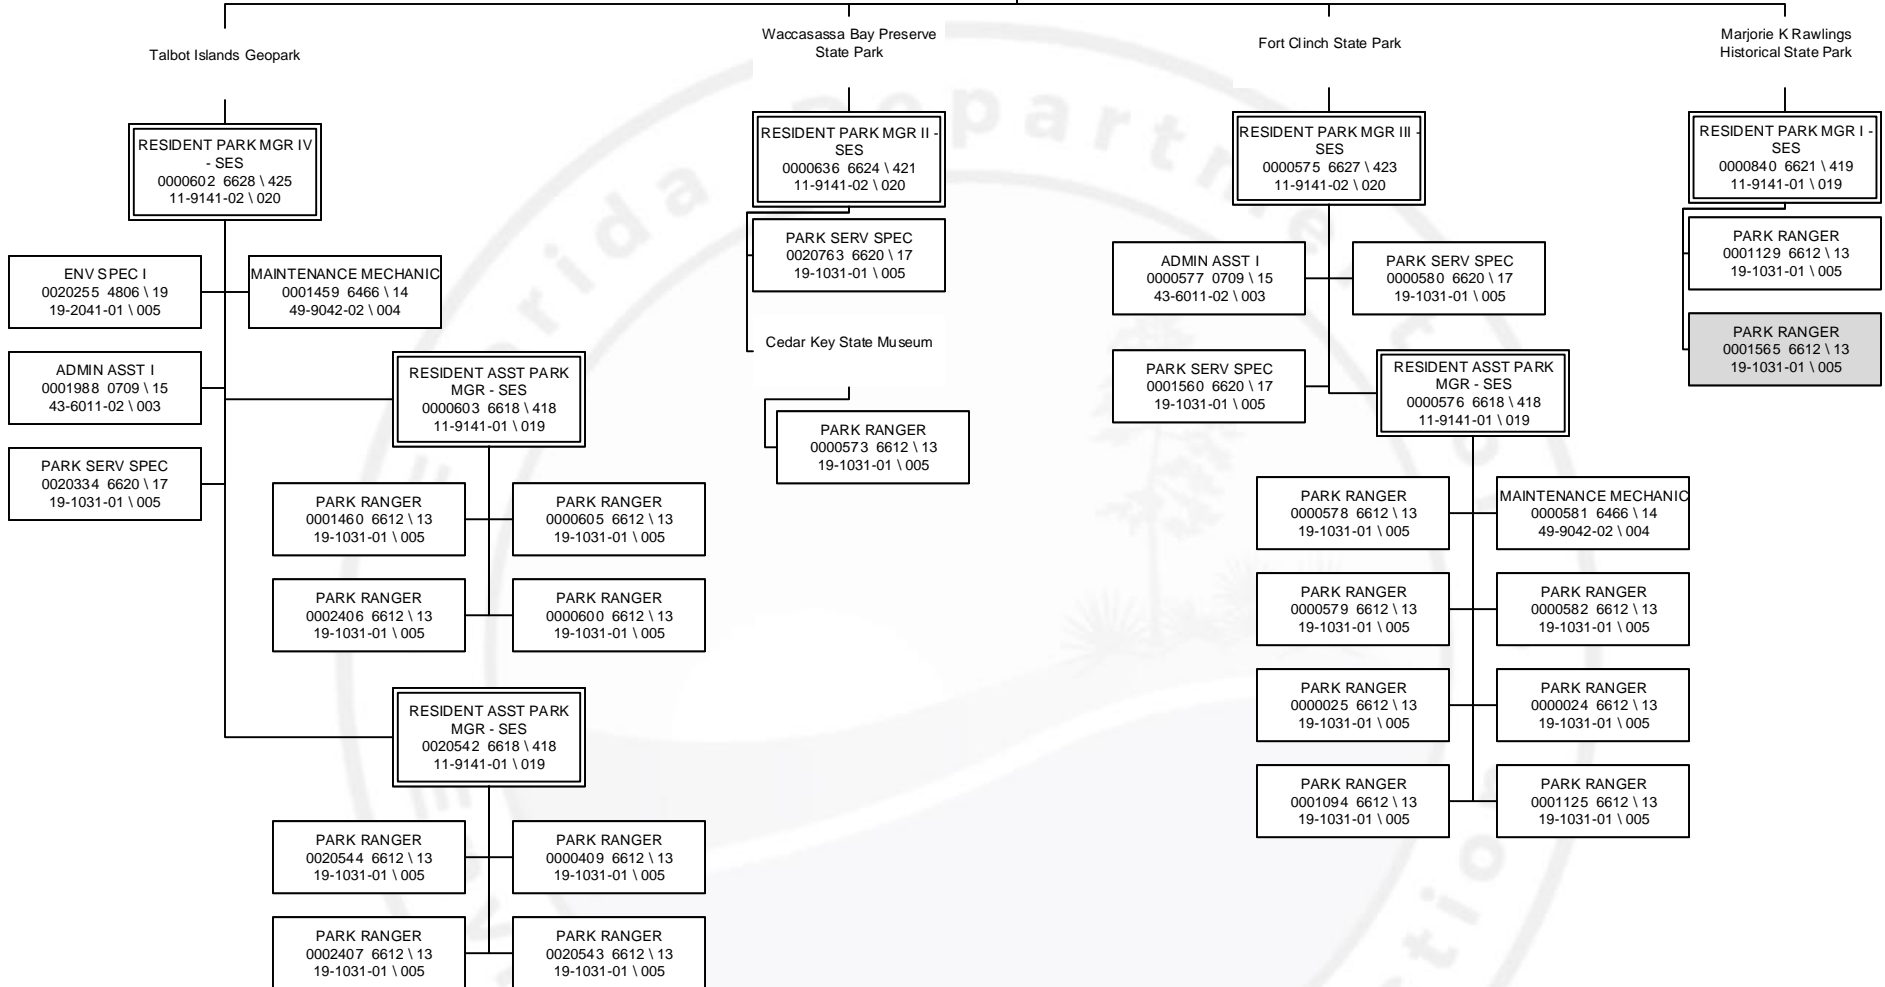 Talbot Islands Geopark
RESIDENT PARK MGR IV
- SES
0000602 6628 \ 425
11-9141-02 \ 020
ENV SPEC I
0020255 4806 \ 19
19-2041-01 \ 005
MAINTENANCE MECHANIC
0001459 6466 \ 14
49-9042-02 \ 004
ADMIN ASST I
0001988 0709 \ 15
43-6011-02 \ 003
PARK SERV SPEC
0020334 6620 \ 17
19-1031-01 \ 005
RESIDENT ASST PARK
MGR - SES
0000603 6618 \ 418
11-9141-01 \ 019
PARK RANGER
0001460 6612 \ 13
19-1031-01 \ 005
PARK RANGER
0000605 6612 \ 13
19-1031-01 \ 005
PARK RANGER
0002406 6612 \ 13
19-1031-01 \ 005
PARK RANGER
0000600 6612 \ 13
19-1031-01 \ 005
RESIDENT ASST PARK
MGR - SES
0020542 6618 \ 418
11-9141-01 \ 019
PARK RANGER
0020544 6612 \ 13
19-1031-01 \ 005
PARK RANGER
0000409 6612 \ 13
19-1031-01 \ 005
PARK RANGER
0002407 6612 \ 13
19-1031-01 \ 005
PARK RANGER
0020543 6612 \ 13
19-1031-01 \ 005
Waccasassa Bay Preserve
State Park
RESIDENT PARK MGR II -
SES
0000636 6624 \ 421
11-9141-02 \ 020
PARK SERV SPEC
0020763 6620 \ 17
19-1031-01 \ 005
Cedar Key State Museum
PARK RANGER
0000573 6612 \ 13
19-1031-01 \ 005
Fort Clinch State Park
RESIDENT PARK MGR III -
SES
0000575 6627 \ 423
11-9141-02 \ 020
ADMIN ASST I
0000577 0709 \ 15
43-6011-02 \ 003
PARK SERV SPEC
0000580 6620 \ 17
19-1031-01 \ 005
PARK SERV SPEC
0001560 6620 \ 17
19-1031-01 \ 005
RESIDENT ASST PARK
MGR - SES
0000576 6618 \ 418
11-9141-01 \ 019
PARK RANGER
0000578 6612 \ 13
19-1031-01 \ 005
MAINTENANCE MECHANIC
0000581 6466 \ 14
49-9042-02 \ 004
PARK RANGER
0000579 6612 \ 13
19-1031-01 \ 005
PARK RANGER
0000582 6612 \ 13
19-1031-01 \ 005
PARK RANGER
0000025 6612 \ 13
19-1031-01 \ 005
PARK RANGER
0000024 6612 \ 13
19-1031-01 \ 005
PARK RANGER
0001094 6612 \ 13
19-1031-01 \ 005
PARK RANGER
0001125 6612 \ 13
19-1031-01 \ 005
Marjorie K Rawlings
Historical State Park
RESIDENT PARK MGR I -
SES
0000840 6621 \ 419
11-9141-01 \ 019
PARK RANGER
0001129 6612 \ 13
19-1031-01 \ 005
PARK RANGER
0001565 6612 \ 13
19-1031-01 \ 005